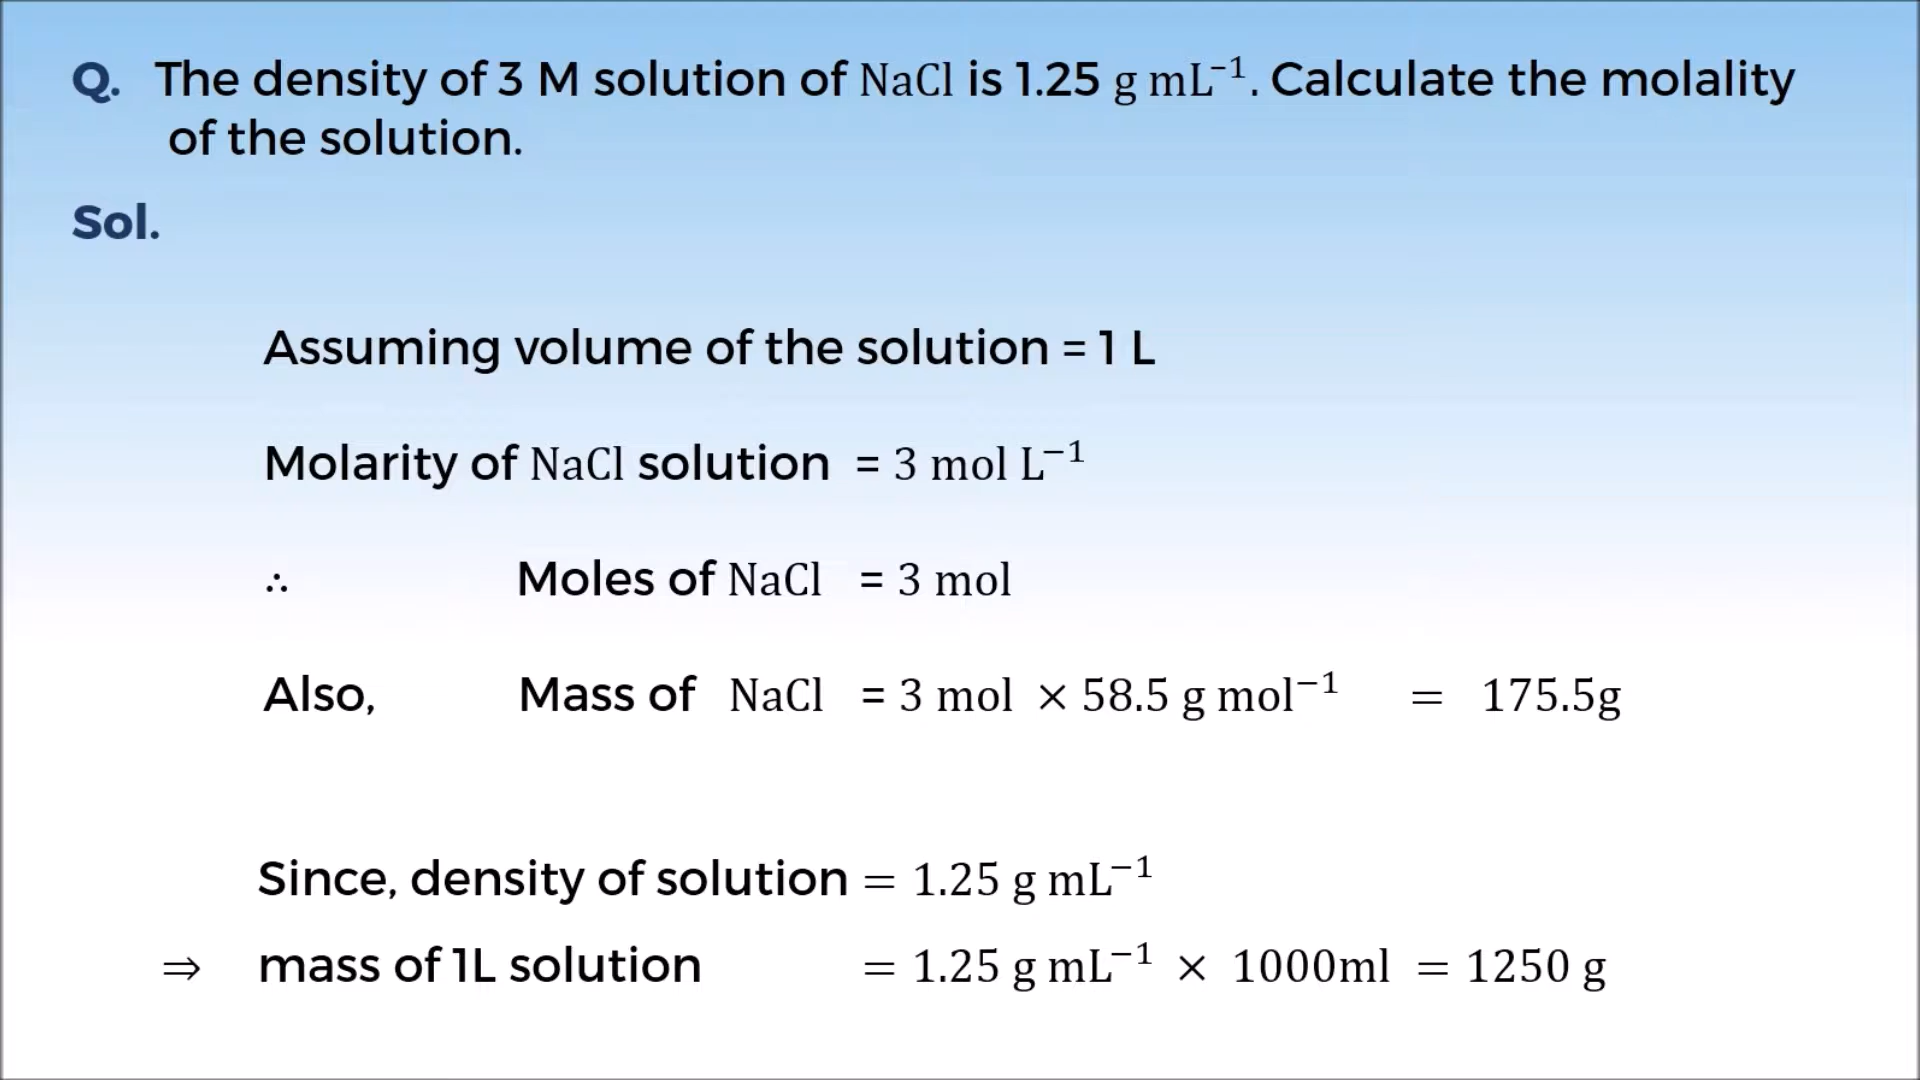 Q. The density of 3 M solution of NaCl is 1.25 g mL⁻¹. Calculate the molality
of the solution.
Sol.
Assuming volume of the solution = 1 L
Molarity of NaCl solution = 3 mol L⁻¹
∴ Moles of NaCl = 3 mol
Also, Mass of NaCl = 3 mol × 58.5 g mol⁻¹ = 175.5g
Since, density of solution = 1.25 g mL⁻¹
⇒ mass of 1L solution = 1.25 g mL⁻¹ × 1000ml = 1250 g